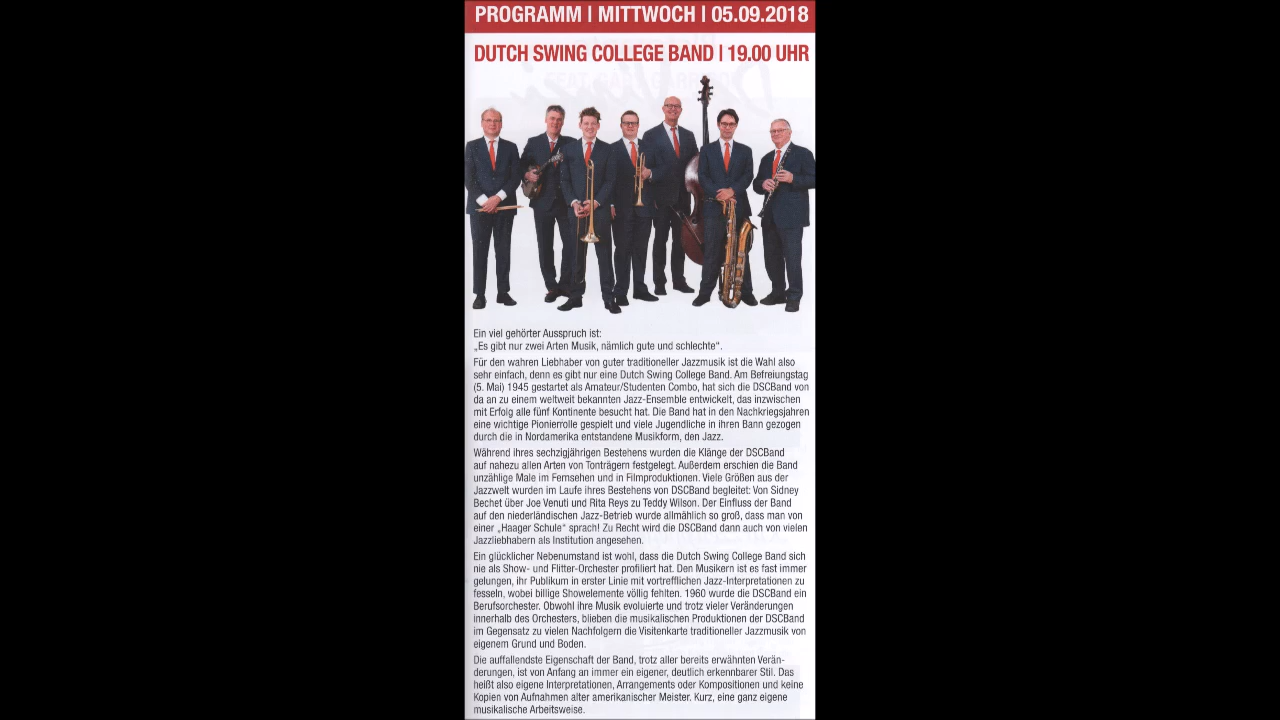 PROGRAMM | MITTWOCH | 05.09.2018
DUTCH SWING COLLEGE BAND | 19.00 UHR
Ein viel gehörter Ausspruch ist:
„Es gibt nur zwei Arten Musik, nämlich gute und schlechte“.
Für den wahren Liebhaber von guter traditioneller Jazzmusik ist die Wahl also
sehr einfach, denn es gibt nur eine Dutch Swing College Band. Am Befreiungstag
(5. Mai) 1945 gestartet als Amateur/Studenten Combo, hat sich die DSCBand von
da an zu einem weltweit bekannten Jazz-Ensemble entwickelt, das inzwischen
mit Erfolg alle fünf Kontinente besucht hat. Die Band hat in den Nachkriegsjahren
eine wichtige Pionierrolle gespielt und viele Jugendliche in ihren Bann gezogen
durch die in Nordamerika entstandene Musikform, den Jazz.
Während ihres sechzigjährigen Bestehens wurden die Klänge der DSCBand
auf nahezu allen Arten von Tonträgern festgelegt. Außerdem erschien die Band
unzählige Male im Fernsehen und in Filmproduktionen. Viele Größen aus der
Jazzwelt wurden im Laufe ihres Bestehens von DSCBand begleitet: Von Sidney
Bechet über Joe Venuti und Rita Reys zu Teddy Wilson. Der Einfluss der Band
auf den niederländischen Jazz-Betrieb wurde allmählich so groß, dass man von
einer „Haager Schule“ sprach! Zu Recht wird die DSCBand dann auch von vielen
Jazzliebhabern als Institution angesehen.
Ein glücklicher Nebenumstand ist wohl, dass die Dutch Swing College Band sich
nie als Show- und Flitter-Orchester profiliert hat. Den Musikern ist es fast immer
gelungen, ihr Publikum in erster Linie mit vortrefflichen Jazz-Interpretationen zu
fesseln, wobei billige Showelemente völlig fehlten. 1960 wurde die DSCBand ein
Berufsorchester. Obwohl ihre Musik evoluierte und trotz vieler Veränderungen
innerhalb des Orchesters, blieben die musikalischen Produktionen der DSCBand
im Gegensatz zu vielen Nachfolgern die Visitenkarte traditioneller Jazzmusik von
eigenem Grund und Boden.
Die auffallendste Eigenschaft der Band, trotz aller bereits erwähnten Verän-
derungen, ist von Anfang an immer ein eigener, deutlich erkennbarer Stil. Das
heißt also eigene Interpretationen, Arrangements oder Kompositionen und keine
Kopien von Aufnahmen alter amerikanischer Meister. Kurz, eine ganz eigene
musikalische Arbeitsweise.